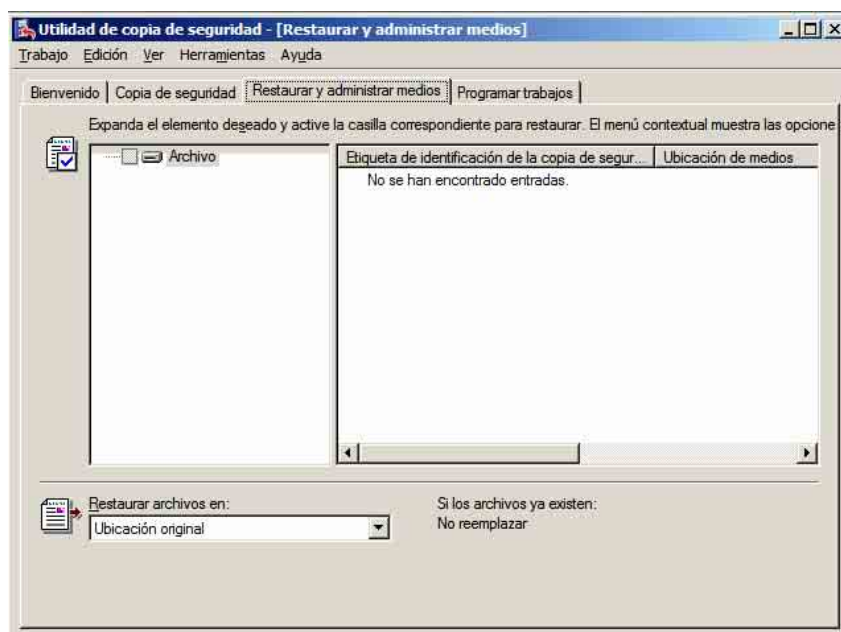 Utilidad de copia de seguridad - [Restaurar y administrar medios]
Trabajo Edición Ver Herramientas Ayuda
Bienvenido Copia de seguridad Restaurar y administrar medios Programar trabajos
Expanda el elemento deseado y active la casilla correspondiente para restaurar. El menú contextual muestra las opcione
Archivo
Etiqueta de identificación de la copia de segur... Ubicación de medios
No se han encontrado entradas.
Restaurar archivos en:
Ubicación original
Si los archivos ya existen:
No reemplazar